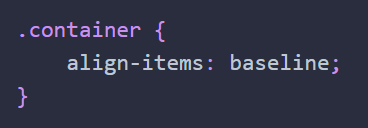 .container {
    align-items: baseline;
}